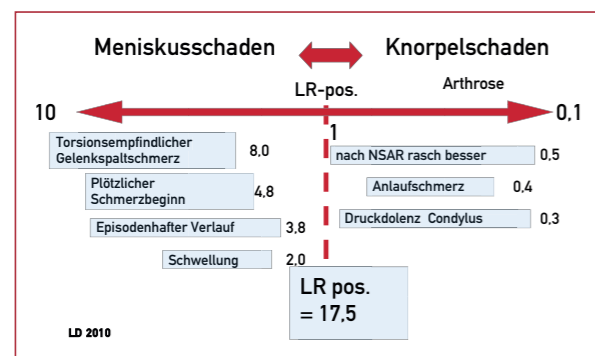 Meniskusschaden
Knorpelschaden
LR-pos.
Arthrose
10
0,1
1
Torsionsempfindlicher
Gelenkspaltschmerz
8,0
nach NSAR rasch besser
0,5
Plötzlicher
Schmerzbeginn
4,8
Anlaufschmerz
0,4
Episodenhafter Verlauf
3,8
Druckdolenz Condylus
0,3
Schwellung
2,0
LR pos.
= 17,5
LD 2010